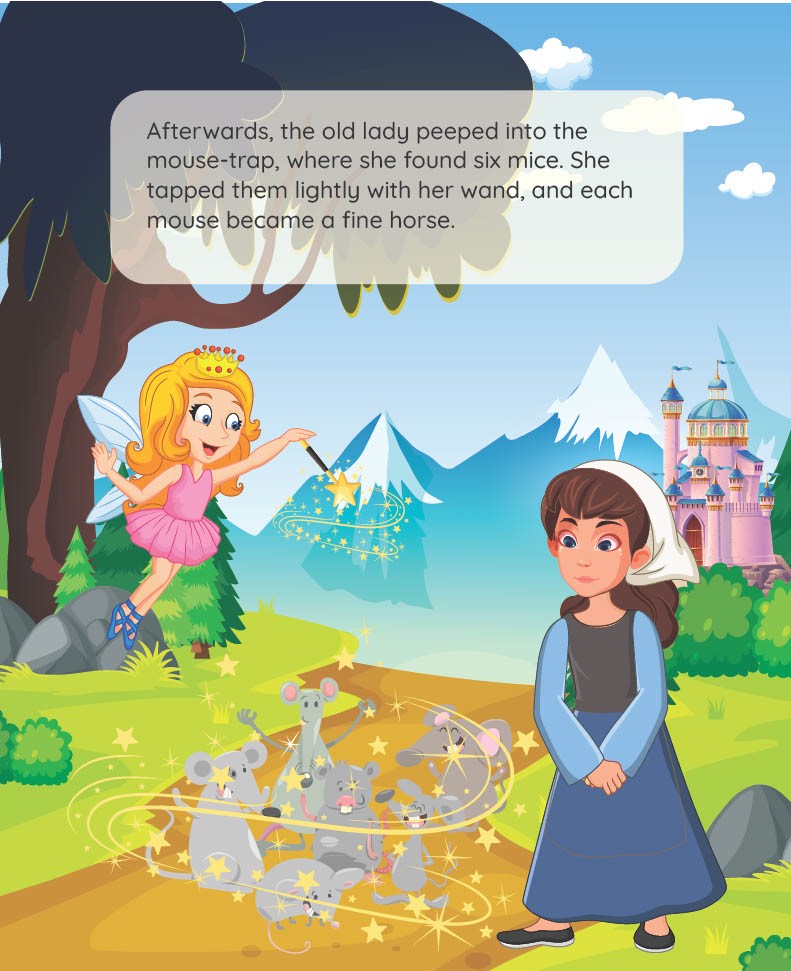 Afterwards, the old lady peeped into the
mouse-trap, where she found six mice. She
tapped them lightly with her wand, and each
mouse became a fine horse.